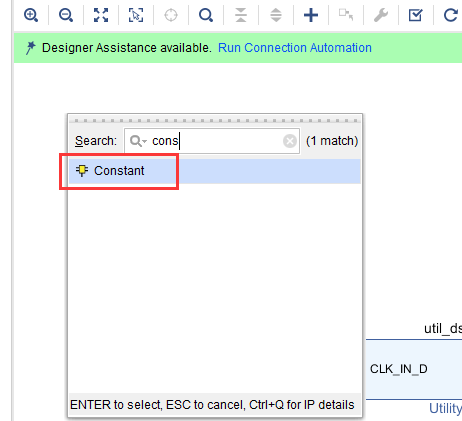 Designer Assistance available. Run Connection Automation
Search: cons (1 match)
Constant
util_ds
CLK_IN_D
Utility
ENTER to select, ESC to cancel, Ctrl+Q for IP details